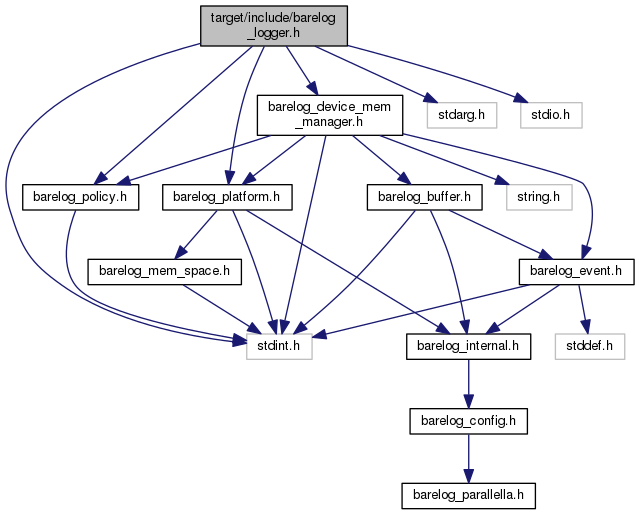 target/include/barelog
_logger.h
barelog_device_mem
_manager.h
stdarg.h
stdio.h
barelog_policy.h
barelog_platform.h
barelog_buffer.h
string.h
barelog_mem_space.h
barelog_event.h
stdint.h
barelog_internal.h
stddef.h
barelog_config.h
barelog_parallella.h